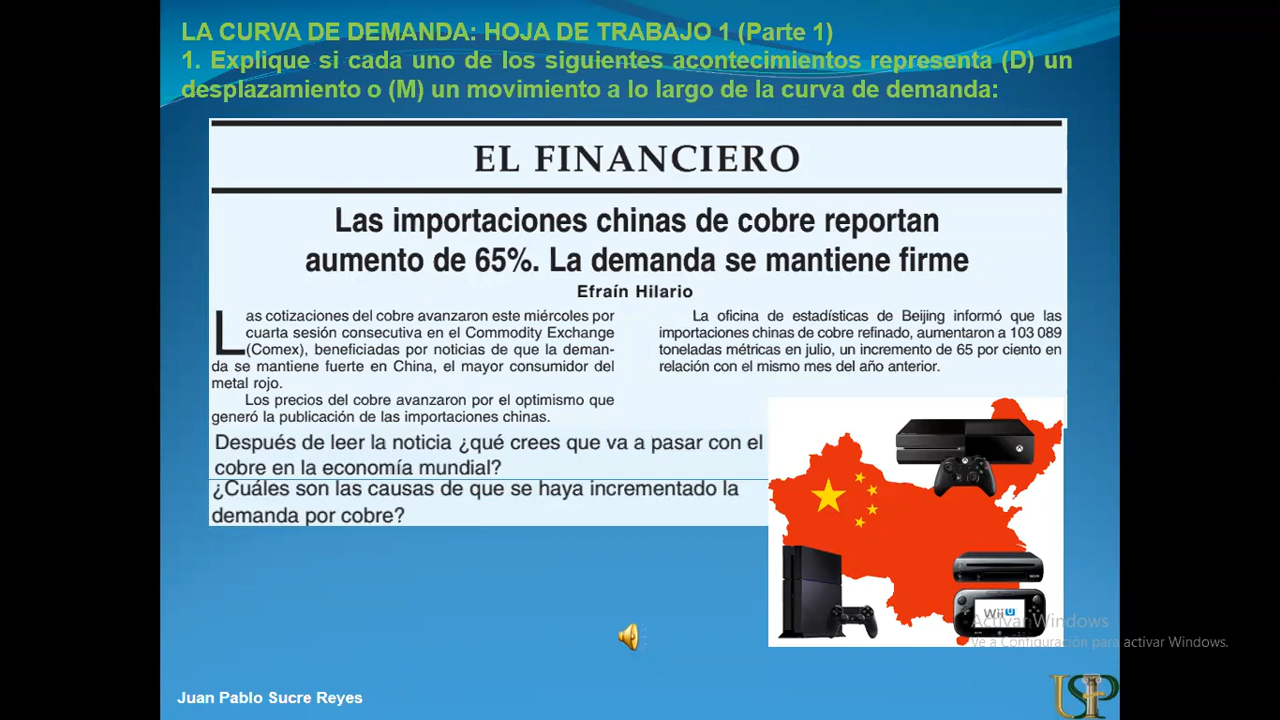 LA CURVA DE DEMANDA: HOJA DE TRABAJO 1 (Parte 1)
1. Explique si cada uno de los siguientes acontecimientos representa (D) un
desplazamiento o (M) un movimiento a lo largo de la curva de demanda:
EL FINANCIERO
Las importaciones chinas de cobre reportan
aumento de 65%. La demanda se mantiene firme
Efraín Hilario
Las cotizaciones del cobre avanzaron este miércoles por
cuarta sesión consecutiva en el Commodity Exchange
(Comex), beneficiadas por noticias de que la deman-
da se mantiene fuerte en China, el mayor consumidor del
metal rojo.
Los precios del cobre avanzaron por el optimismo que
generó la publicación de las importaciones chinas.
La oficina de estadísticas de Beijing informó que las
importaciones chinas de cobre refinado, aumentaron a 103 089
toneladas métricas en julio, un incremento de 65 por ciento en
relación con el mismo mes del año anterior.
Después de leer la noticia ¿qué crees que va a pasar con el
cobre en la economía mundial?
¿Cuáles son las causas de que se haya incrementado la
demanda por cobre?
Wii U
Activar Windows
Ve a Configuración para activar Windows.
Juan Pablo Sucre Reyes
USP